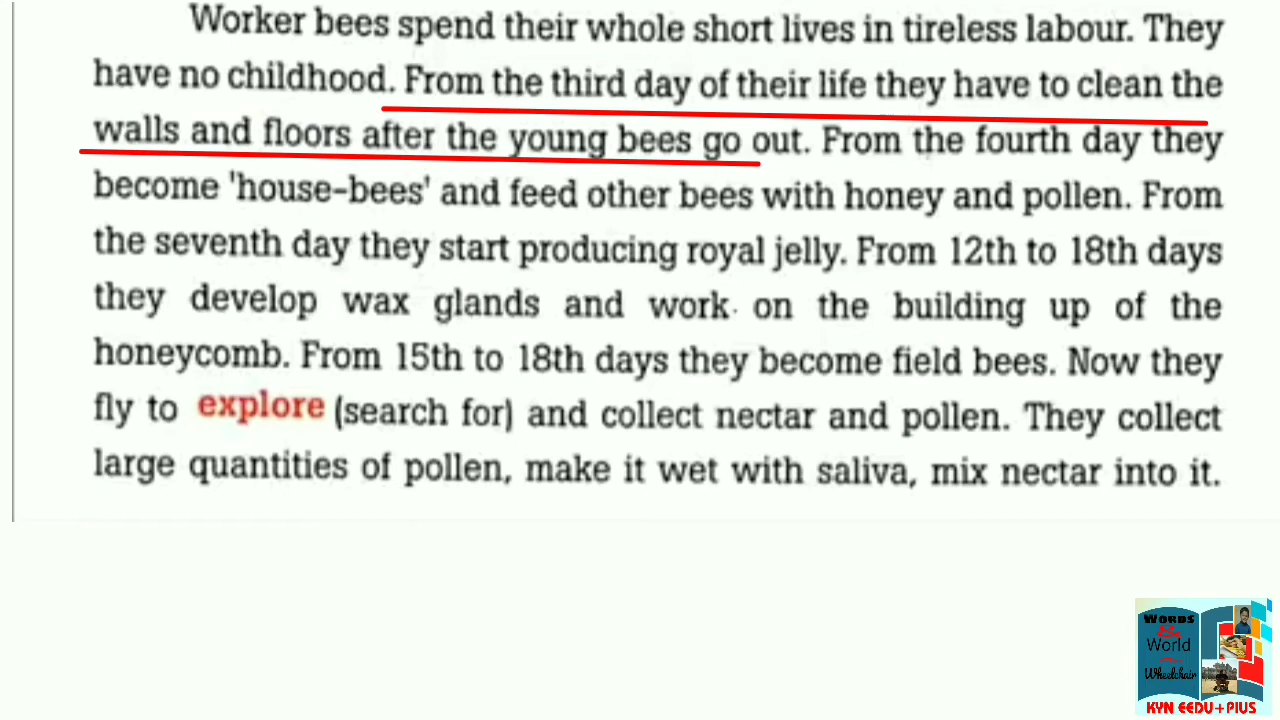 Worker bees spend their whole short lives in tireless labour. They
have no childhood. From the third day of their life they have to clean the
walls and floors after the young bees go out. From the fourth day they
become 'house-bees' and feed other bees with honey and pollen. From
the seventh day they start producing royal jelly. From 12th to 18th days
they develop wax glands and work on the building up of the
honeycomb. From 15th to 18th days they become field bees. Now they
fly to explore (search for) and collect nectar and pollen. They collect
large quantities of pollen, make it wet with saliva, mix nectar into it.
WORDS
World
Wheelchair
KYN EEDU+PlUS